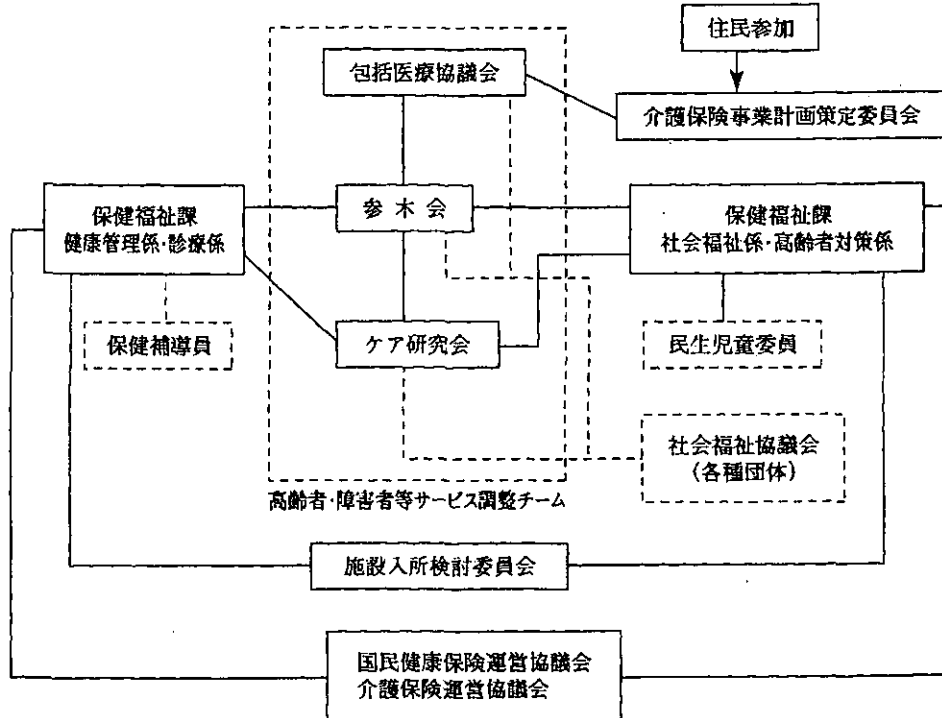 住民参加
包括医療協議会
介護保険事業計画策定委員会
保健福祉課
健康管理係・診療係
参木会
保健福祉課
社会福祉係・高齢者対策係
保健補導員
ケア研究会
民生児童委員
社会福祉協議会
（各種団体）
高齢者・障害者等サービス調整チーム
施設入所検討委員会
国民健康保険運営協議会
介護保険運営協議会